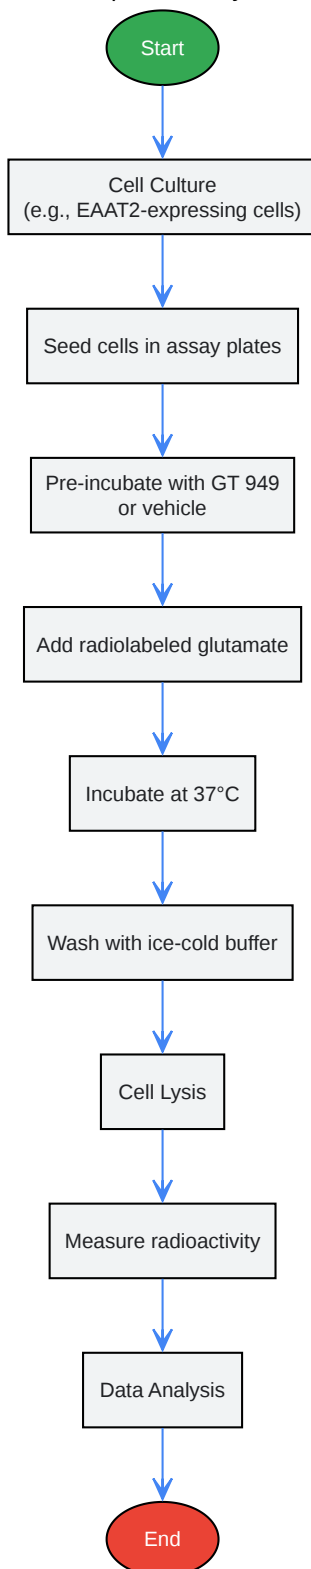 Start
Cell Culture
(e.g., EAAT2-expressing cells)
Seed cells in assay plates
Pre-incubate with GT 949
or vehicle
Add radiolabeled glutamate
Incubate at 37°C
Wash with ice-cold buffer
Cell Lysis
Measure radioactivity
Data Analysis
End